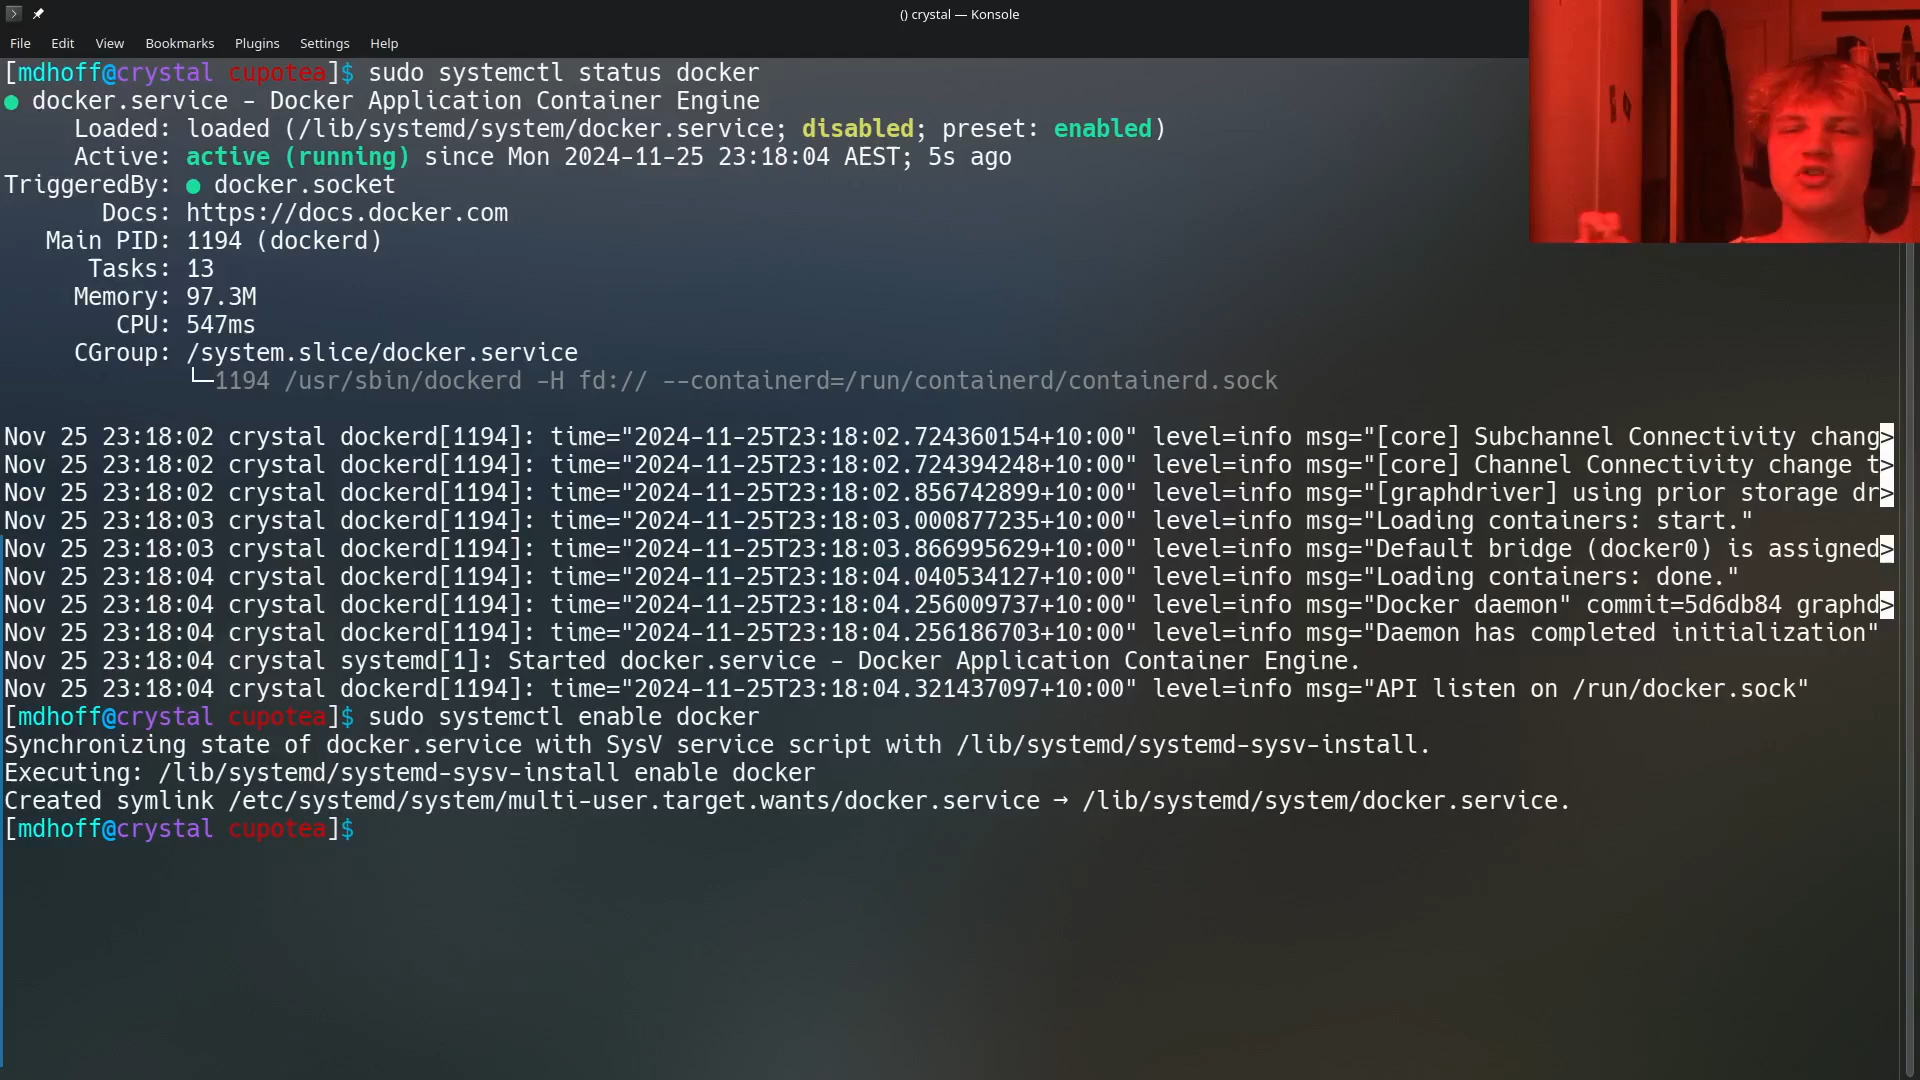 () crystal — Konsole
File Edit View Bookmarks Plugins Settings Help
[mdhoff@crystal cupotea]$ sudo systemctl status docker
● docker.service - Docker Application Container Engine
Loaded: loaded (/lib/systemd/system/docker.service; disabled; preset: enabled)
Active: active (running) since Mon 2024-11-25 23:18:04 AEST; 5s ago
TriggeredBy: ● docker.socket
Docs: https://docs.docker.com
Main PID: 1194 (dockerd)
Tasks: 13
Memory: 97.3M
CPU: 547ms
CGroup: /system.slice/docker.service
└─1194 /usr/sbin/dockerd -H fd:// --containerd=/run/containerd/containerd.sock
Nov 25 23:18:02 crystal dockerd[1194]: time="2024-11-25T23:18:02.724360154+10:00" level=info msg="[core] Subchannel Connectivity chang>
Nov 25 23:18:02 crystal dockerd[1194]: time="2024-11-25T23:18:02.724394248+10:00" level=info msg="[core] Channel Connectivity change t>
Nov 25 23:18:02 crystal dockerd[1194]: time="2024-11-25T23:18:02.856742899+10:00" level=info msg="[graphdriver] using prior storage dr>
Nov 25 23:18:03 crystal dockerd[1194]: time="2024-11-25T23:18:03.000877235+10:00" level=info msg="Loading containers: start."
Nov 25 23:18:03 crystal dockerd[1194]: time="2024-11-25T23:18:03.866995629+10:00" level=info msg="Default bridge (docker0) is assigned>
Nov 25 23:18:04 crystal dockerd[1194]: time="2024-11-25T23:18:04.040534127+10:00" level=info msg="Loading containers: done."
Nov 25 23:18:04 crystal dockerd[1194]: time="2024-11-25T23:18:04.256009737+10:00" level=info msg="Docker daemon" commit=5d6db84 graphd>
Nov 25 23:18:04 crystal dockerd[1194]: time="2024-11-25T23:18:04.256186703+10:00" level=info msg="Daemon has completed initialization"
Nov 25 23:18:04 crystal systemd[1]: Started docker.service - Docker Application Container Engine.
Nov 25 23:18:04 crystal dockerd[1194]: time="2024-11-25T23:18:04.321437097+10:00" level=info msg="API listen on /run/docker.sock"
[mdhoff@crystal cupotea]$ sudo systemctl enable docker
Synchronizing state of docker.service with SysV service script with /lib/systemd/systemd-sysv-install.
Executing: /lib/systemd/systemd-sysv-install enable docker
Created symlink /etc/systemd/system/multi-user.target.wants/docker.service → /lib/systemd/system/docker.service.
[mdhoff@crystal cupotea]$